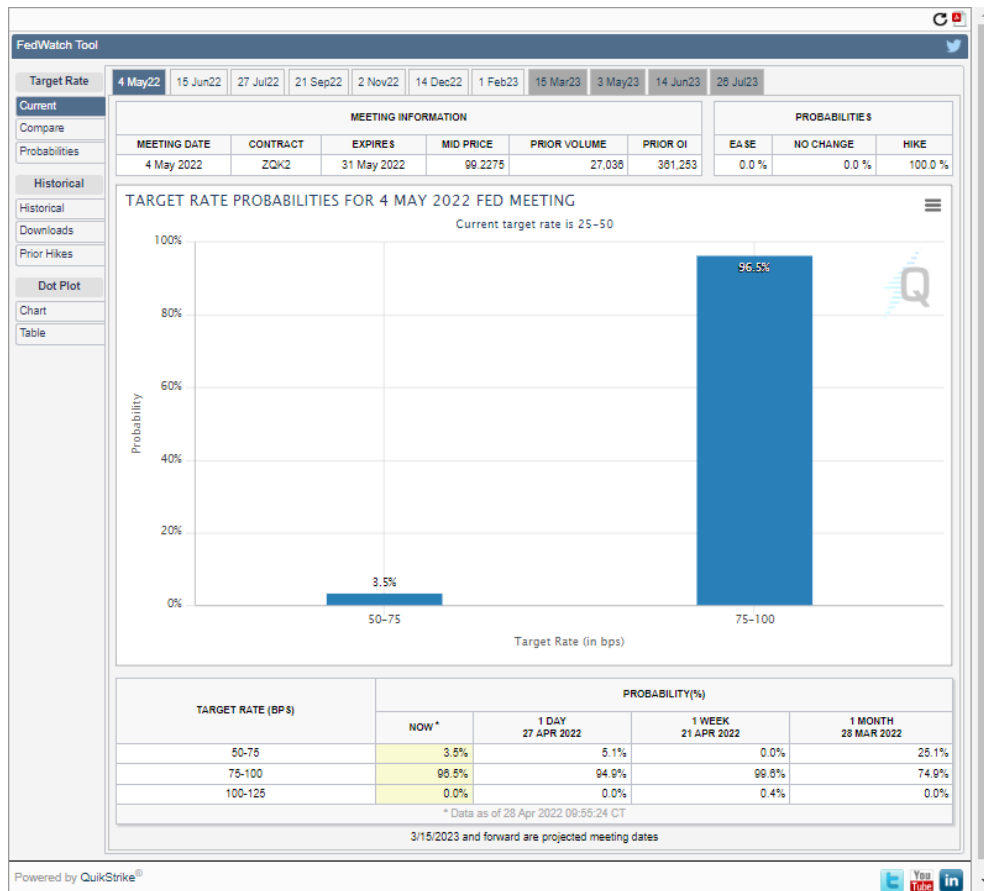 FedWatch Tool
Target Rate
Current
Compare
Probabilities
Historical
Historical
Downloads
Prior Hikes
Dot Plot
Chart
Table
4 May22 15 Jun22 27 Jul22 21 Sep22 2 Nov22 14 Dec22 1 Feb23 15 Mar23 3 May23 14 Jun23 26 Jul23
MEETING INFORMATION
MEETING DATE CONTRACT EXPIRES MID PRICE PRIOR VOLUME PRIOR OI
4 May 2022 ZQK2 31 May 2022 99.2275 27,036 361,253
PROBABILITIES
EASE NO CHANGE HIKE
0.0 % 0.0 % 100.0 %
TARGET RATE PROBABILITIES FOR 4 MAY 2022 FED MEETING
Current target rate is 25-50
Probability
100%
80%
60%
40%
20%
0%
3.5%
96.5%
Q
50-75 75-100
Target Rate (in bps)
TARGET RATE (BPS) PROBABILITY(%)
NOW * 1 DAY 1 WEEK 1 MONTH
27 APR 2022 21 APR 2022 28 MAR 2022
50-75 3.5% 5.1% 0.0% 25.1%
75-100 96.5% 94.9% 99.6% 74.9%
100-125 0.0% 0.0% 0.4% 0.0%
* Data as of 28 Apr 2022 09:55:24 CT
3/15/2023 and forward are projected meeting dates
Powered by QuikStrike®
You
Tube
in